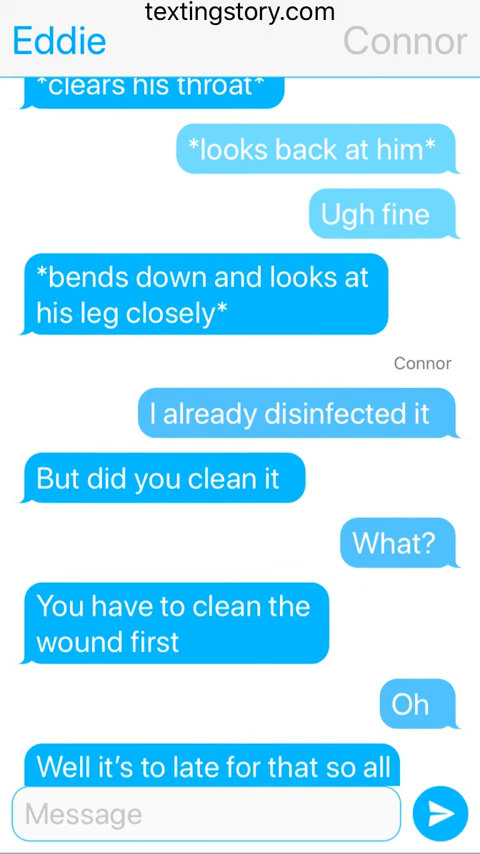 textingstory.com
Eddie
Connor
*clears his throat*
*looks back at him*
Ugh fine
*bends down and looks at
his leg closely*
Connor
I already disinfected it
But did you clean it
What?
You have to clean the
wound first
Oh
Well it’s to late for that so all
Message